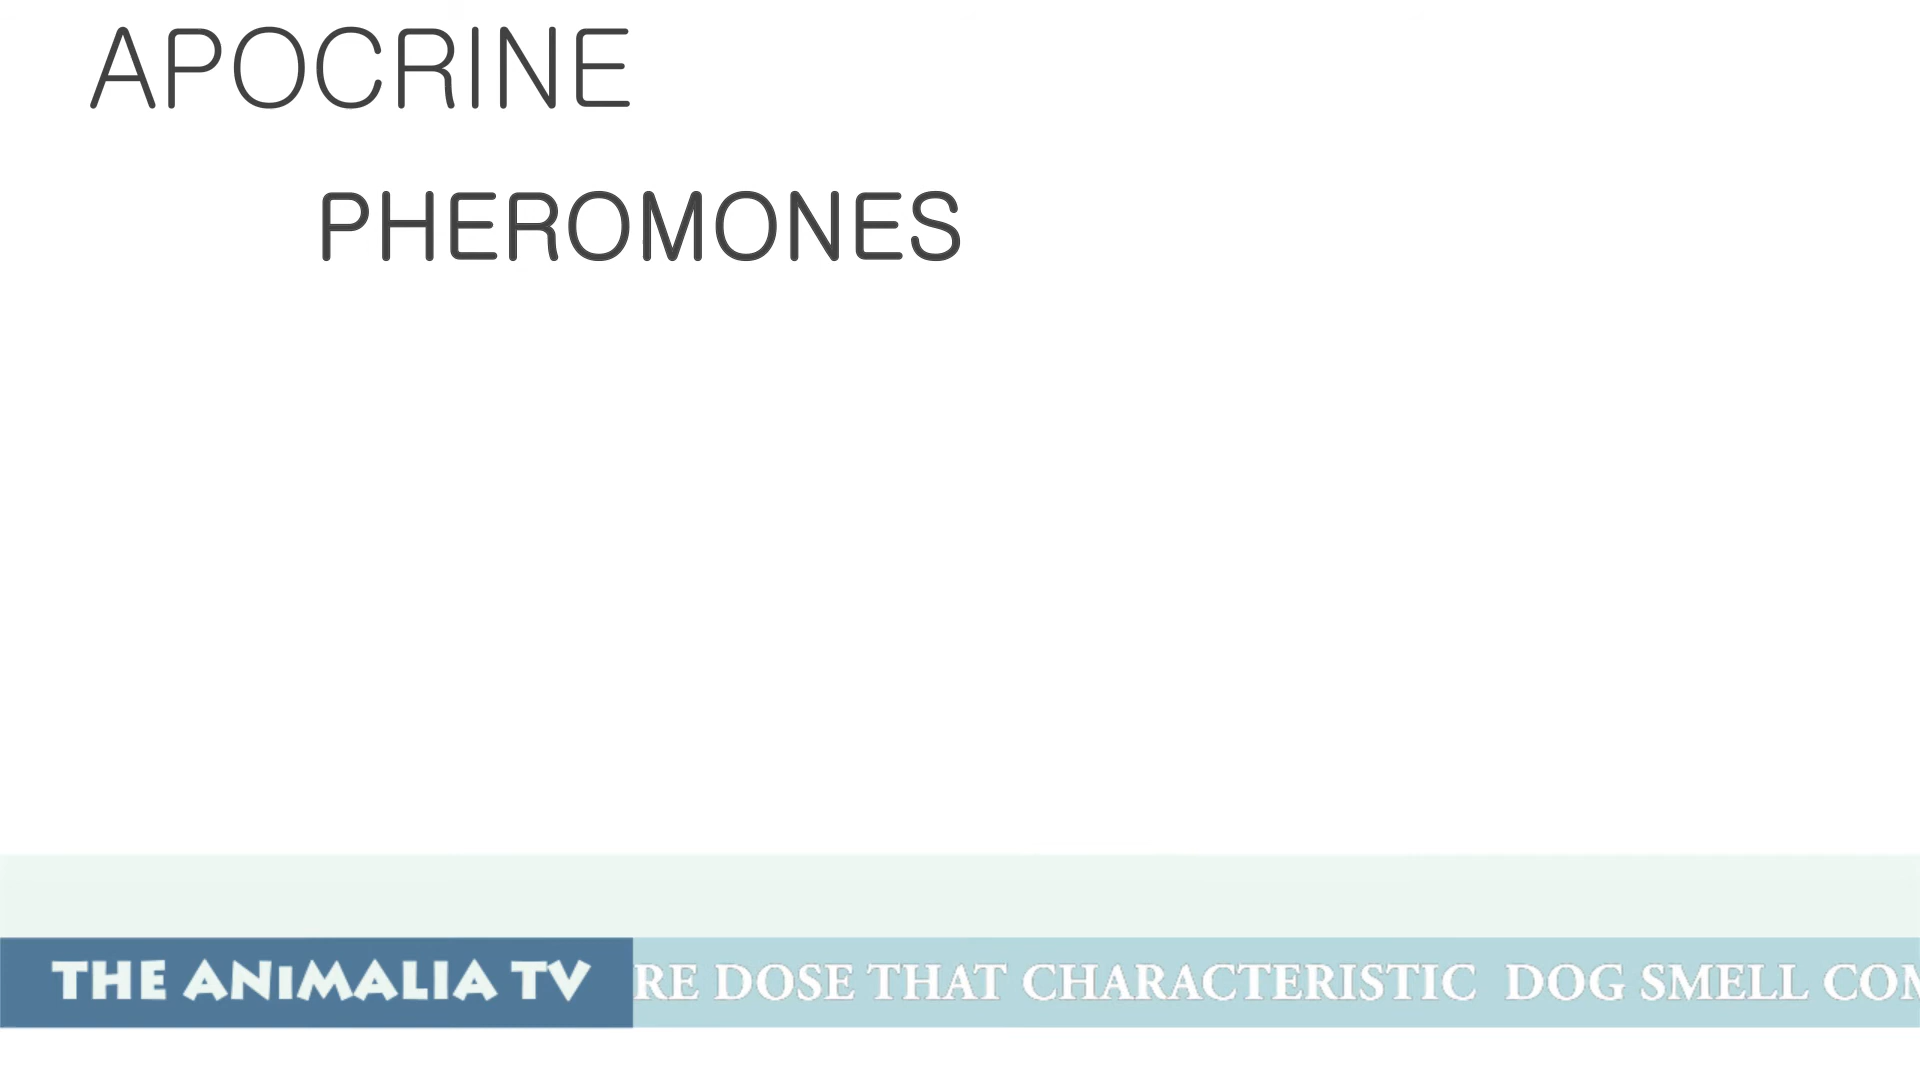 APOCRINE
PHEROMONES
THE ANiMALIA TV
DOSE THAT CHARACTERISTIC DOG SMELL